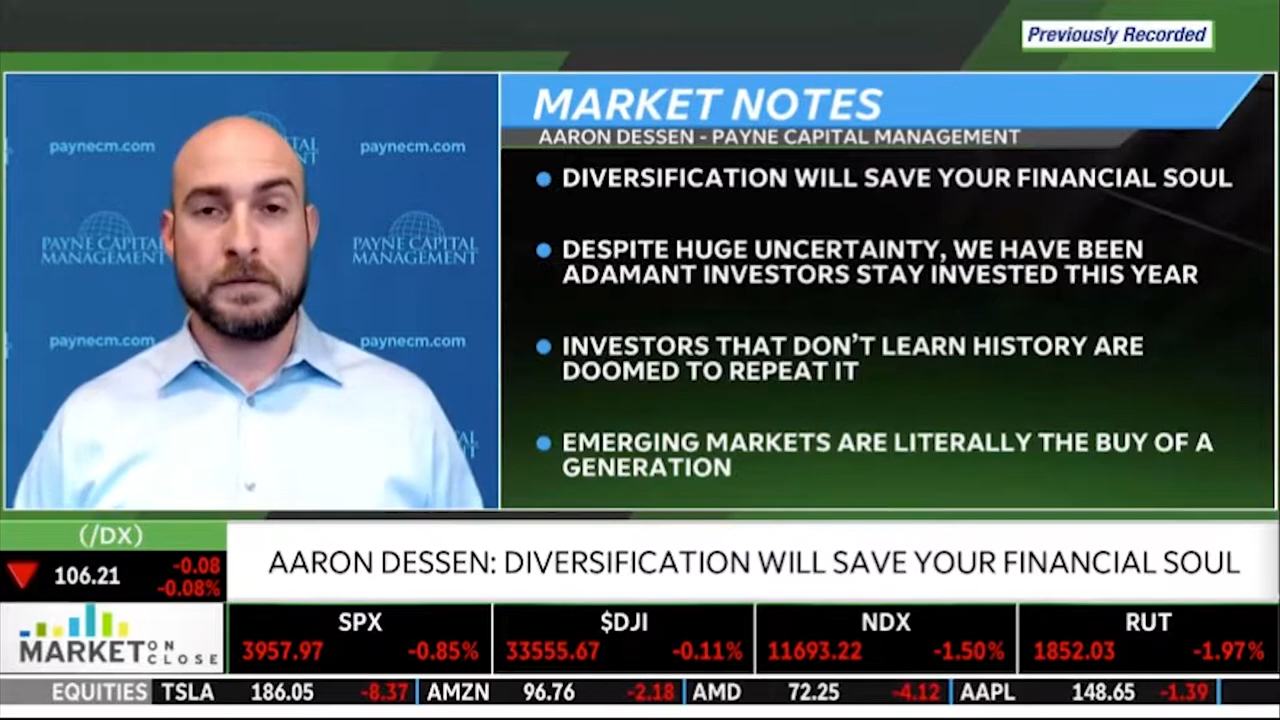 Previously Recorded
MARKET NOTES
AARON DESSEN - PAYNE CAPITAL MANAGEMENT
DIVERSIFICATION WILL SAVE YOUR FINANCIAL SOUL
DESPITE HUGE UNCERTAINTY, WE HAVE BEEN
ADAMANT INVESTORS STAY INVESTED THIS YEAR
INVESTORS THAT DON'T LEARN HISTORY ARE
DOOMED TO REPEAT IT
EMERGING MARKETS ARE LITERALLY THE BUY OF A
GENERATION
paynecm.com paynecm.com
PAYNE CAPITAL PAYNE CAPITAL
MANAGEMENT MANAGEMENT
paynecm.com paynecm.com
(/DX)
106.21 -0.08
-0.08%
AARON DESSEN: DIVERSIFICATION WILL SAVE YOUR FINANCIAL SOUL
MARKET ON CLOSE
SPX $DJI NDX RUT
3957.97 -0.85% 33555.67 -0.11% 11693.22 -1.50% 1852.03 -1.97%
EQUITIES TSLA 186.05 -8.37 AMZN 96.76 -2.18 AMD 72.25 -4.12 AAPL 148.65 -1.39